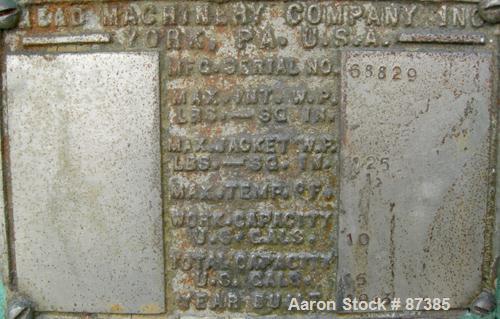 MACHINERY COMPANY INC
YORK, PA. U.S.A.
MFG. SERIAL NO. 68829
MAX. INT. W.P.
LBS.—SQ IN.
MAX. JACKET W.P.
LBS.—SQ. IN. 125
MAX. TEMP. °F.
WORK. CAPACITY
U.S. GALS. 10
TOTAL CAPACITY
U.S. GALS.
YEAR BUILT
Aaron Stock # 87385